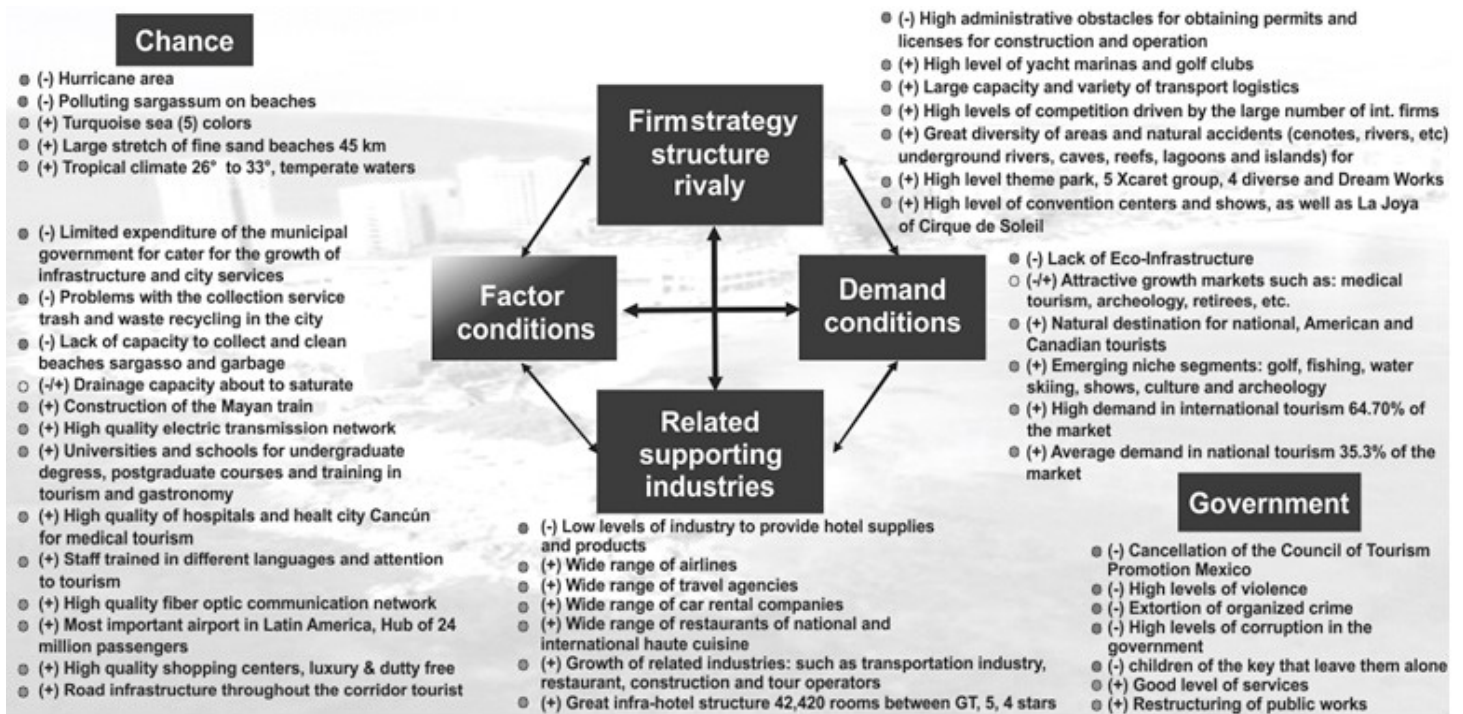 Chance
(-) Hurricane area
(-) Polluting sargassum on beaches
(+) Turquoise sea (5) colors
(+) Large stretch of fine sand beaches 45 km
(+) Tropical climate 26° to 33°, temperate waters
(-) Limited expenditure of the municipal
government for cater for the growth of
infrastructure and city services
(-) Problems with the collection service
trash and waste recycling in the city
(-) Lack of capacity to collect and clean
beaches sargasso and garbage
(-/+) Drainage capacity about to saturate
(+) Construction of the Mayan train
(+) High quality electric transmission network
(+) Universities and schools for undergraduate
degress, postgraduate courses and training in
tourism and gastronomy
(+) High quality of hospitals and healt city Cancún
for medical tourism
(+) Staff trained in different languages and attention
to tourism
(+) High quality fiber optic communication network
(+) Most important airport in Latin America, Hub of 24
million passengers
(+) High quality shopping centers, luxury & dutty free
(+) Road infrastructure throughout the corridor tourist
Firm strategy
structure
rivaly
Factor
conditions
Demand
conditions
Related
supporting
industries
(-) Low levels of industry to provide hotel supplies
and products
(+) Wide range of airlines
(+) Wide range of travel agencies
(+) Wide range of car rental companies
(+) Wide range of restaurants of national and
international haute cuisine
(+) Growth of related industries: such as transportation industry,
restaurant, construction and tour operators
(+) Great infra-hotel structure 42,420 rooms between GT, 5, 4 stars
(-) High administrative obstacles for obtaining permits and
licenses for construction and operation
(+) High level of yacht marinas and golf clubs
(+) Large capacity and variety of transport logistics
(+) High levels of competition driven by the large number of int. firms
(+) Great diversity of areas and natural accidents (cenotes, rivers, etc)
underground rivers, caves, reefs, lagoons and islands) for
(+) High level theme park, 5 Xcaret group, 4 diverse and Dream Works
(+) High level of convention centers and shows, as well as La Joya
of Cirque de Soleil
(-) Lack of Eco-Infrastructure
(-/+) Attractive growth markets such as: medical
tourism, archeology, retirees, etc.
(+) Natural destination for national, American and
Canadian tourists
(+) Emerging niche segments: golf, fishing, water
skiing, shows, culture and archeology
(+) High demand in international tourism 64.70% of
the market
(+) Average demand in national tourism 35.3% of the
market
Government
(-) Cancellation of the Council of Tourism
Promotion Mexico
(-) High levels of violence
(-) Extortion of organized crime
(-) High levels of corruption in the
government
(-) children of the key that leave them alone
(+) Good level of services
(+) Restructuring of public works